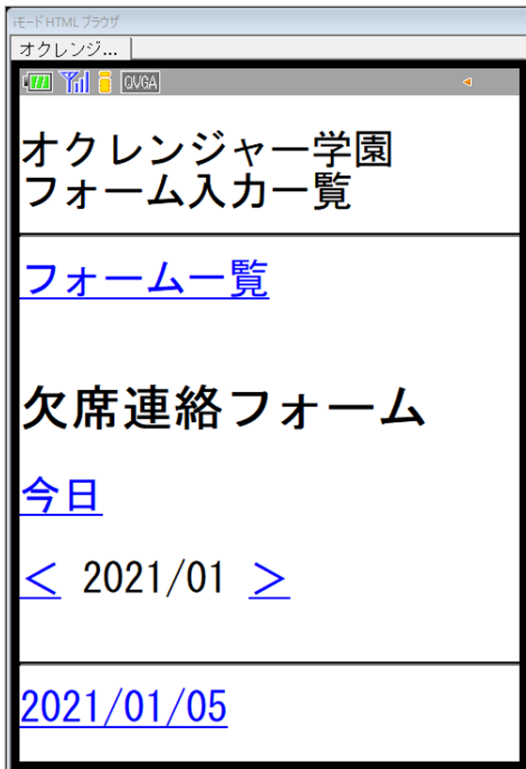 iモードHTML ブラウザ
オクレンジ...
QVGA
オクレンジャー学園
フォーム入力一覧
フォーム一覧
欠席連絡フォーム
今日
< 2021/01 >
2021/01/05